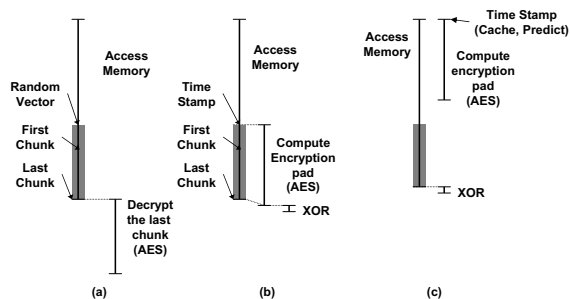 Access
Memory
Random
Vector
First
Chunk
Last
Chunk
Decrypt
the last
chunk
(AES)
(a)
Access
Memory
Time
Stamp
First
Chunk
Last
Chunk
Compute
Encryption
pad
(AES)
XOR
(b)
Access
Memory
Time Stamp
(Cache, Predict)
Compute
encryption
pad
(AES)
XOR
(c)